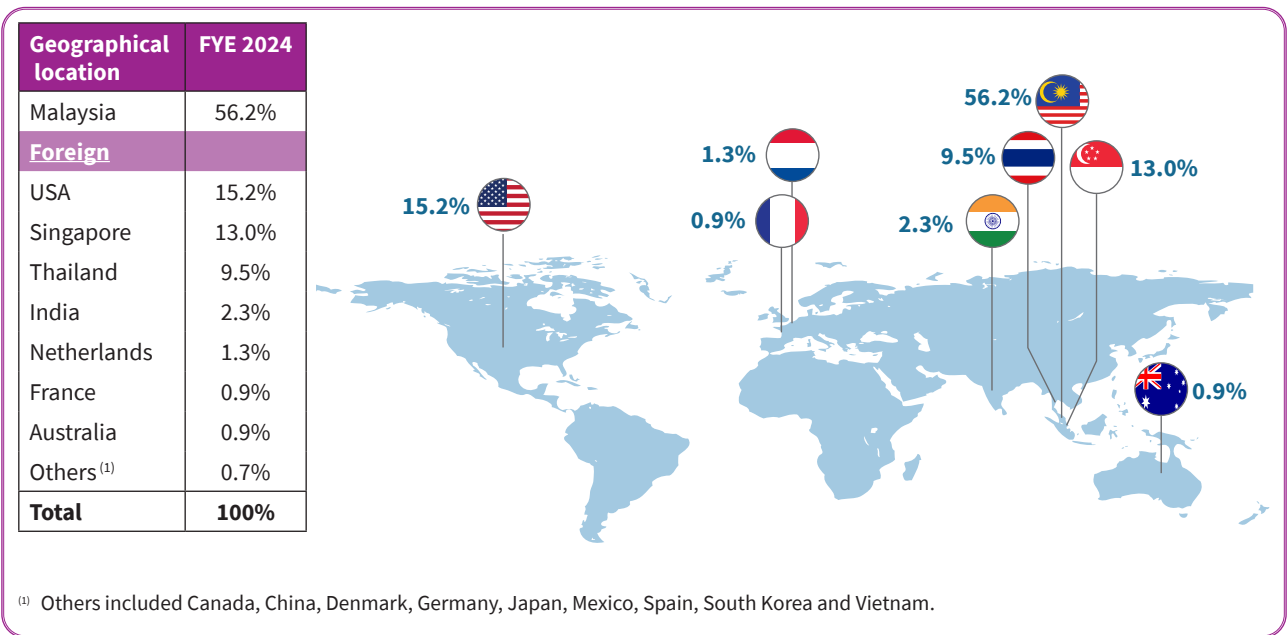 Geographical location FYE 2024
Malaysia 56.2%
Foreign
USA 15.2%
Singapore 13.0%
Thailand 9.5%
India 2.3%
Netherlands 1.3%
France 0.9%
Australia 0.9%
Others (1) 0.7%
Total 100%
56.2%
1.3%
9.5%
13.0%
15.2%
0.9%
2.3%
0.9%
(1) Others included Canada, China, Denmark, Germany, Japan, Mexico, Spain, South Korea and Vietnam.